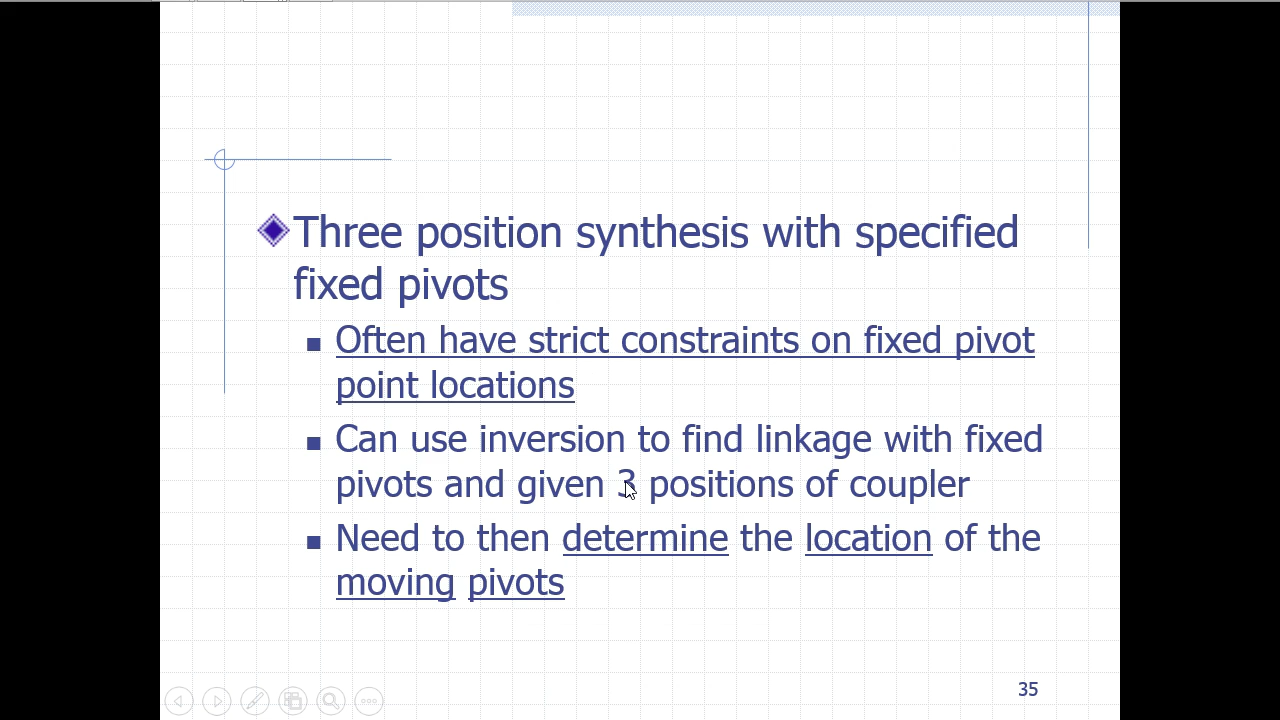 Three position synthesis with specified
fixed pivots
Often have strict constraints on fixed pivot
point locations
Can use inversion to find linkage with fixed
pivots and given 3 positions of coupler
Need to then determine the location of the
moving pivots
35